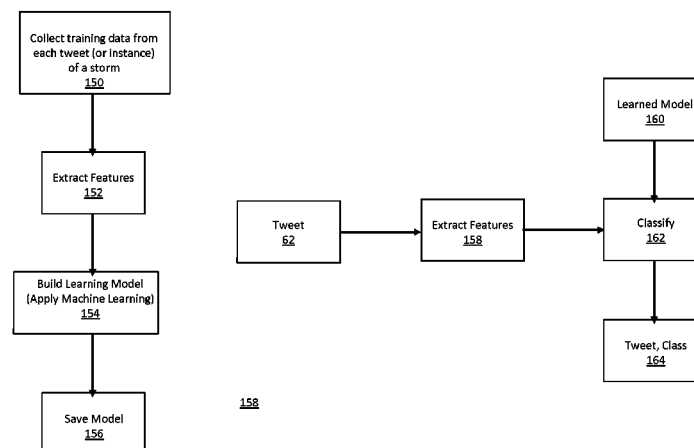 Collect training data from
each tweet (or instance)
of a storm
150
Extract Features
152
Build Learning Model
(Apply Machine Learning)
154
Save Model
156
Tweet
62
Extract Features
158
Learned Model
160
Classify
162
Tweet, Class
164
158